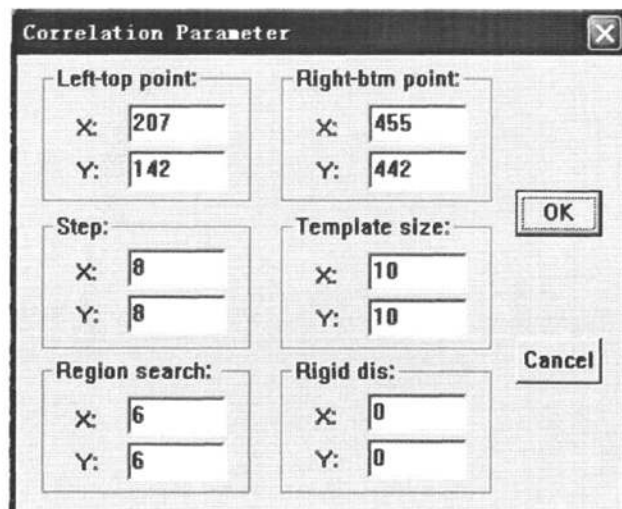 Correlation Parameter
Left-top point:
X: 207
Y: 142
Right-btm point:
X: 455
Y: 442
Step:
X: 8
Y: 8
Template size:
X: 10
Y: 10
Region search:
X: 6
Y: 6
Rigid dis:
X: 0
Y: 0
OK
Cancel